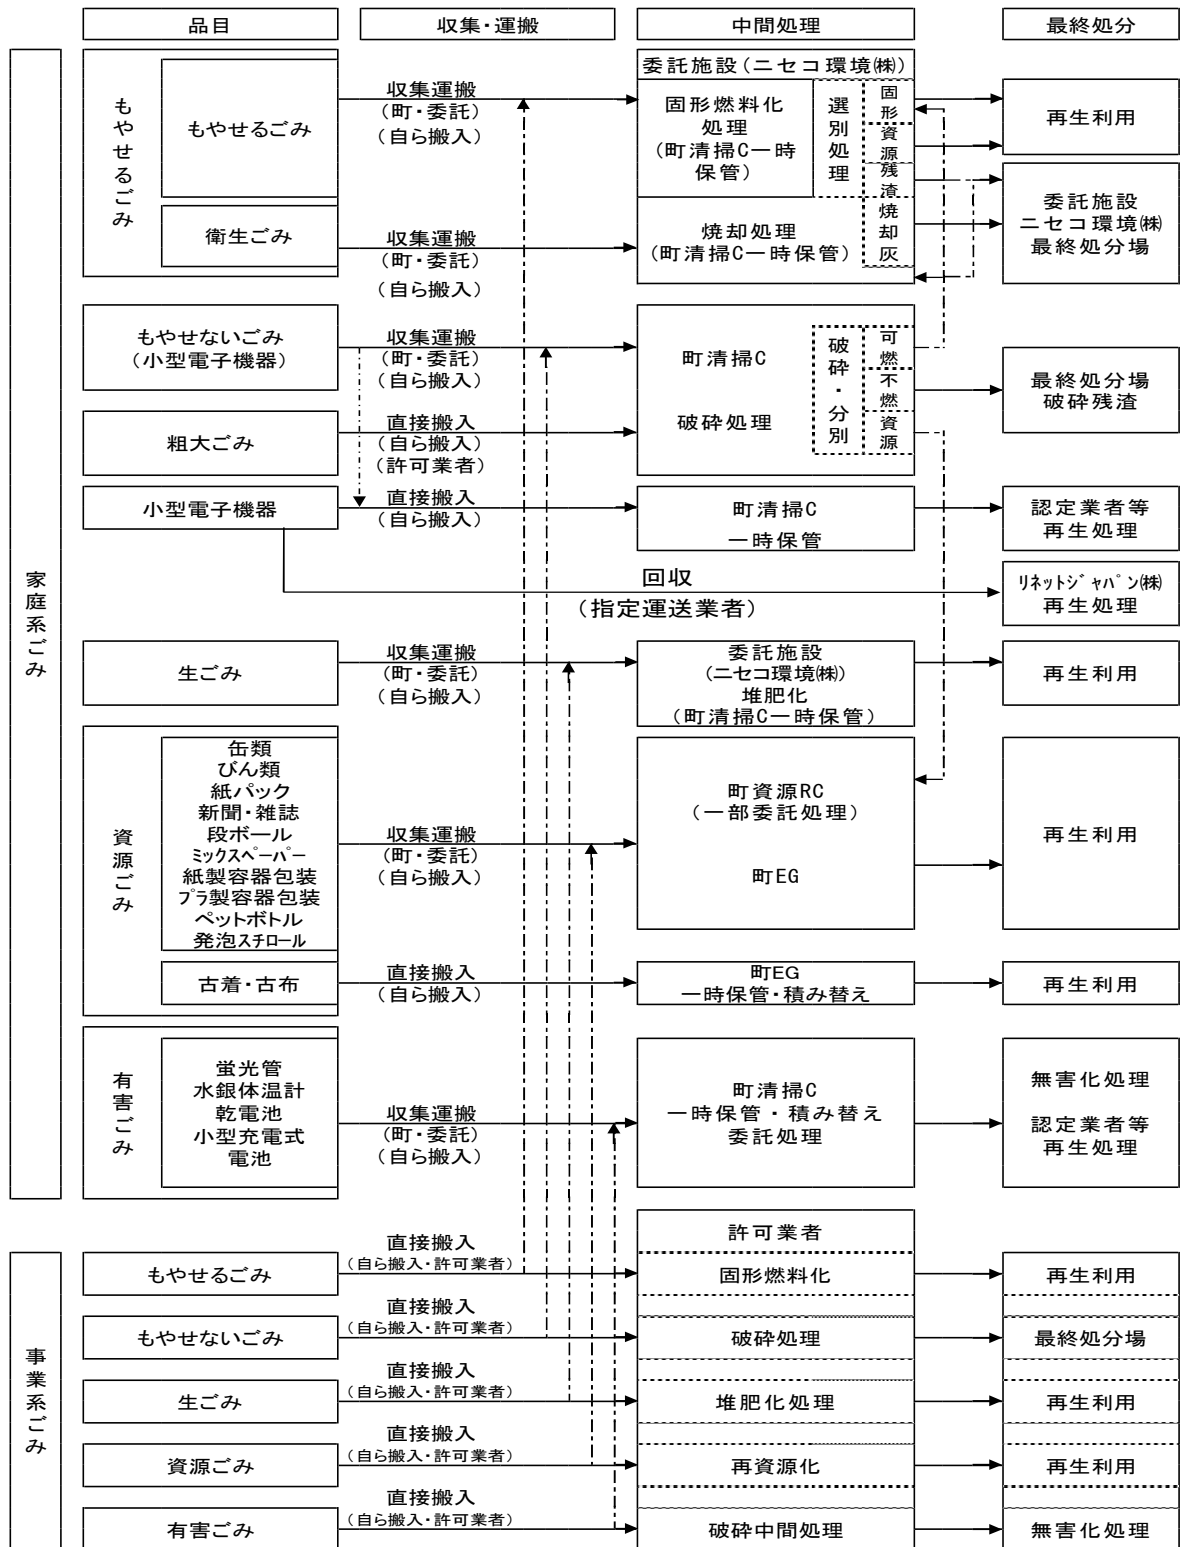 品目
収集・運搬
中間処理
最終処分
家庭系ごみ
もやせるごみ
もやせるごみ
収集運搬
(町・委託)
(自ら搬入)
委託施設(ニセコ環境㈱)
固形燃料化
処理
(町清掃C一時
保管)
選別処理
固形
資源
残渣
焼却灰
再生利用
衛生ごみ
収集運搬
(町・委託)
(自ら搬入)
焼却処理
(町清掃C一時保管)
委託施設
ニセコ環境㈱
最終処分場
もやせないごみ
(小型電子機器)
収集運搬
(町・委託)
(自ら搬入)
町清掃C
破砕処理
破砕・分別
可燃
不燃
資源
最終処分場
破砕残渣
粗大ごみ
直接搬入
(自ら搬入)
(許可業者)
小型電子機器
直接搬入
(自ら搬入)
町清掃C
一時保管
認定業者等
再生処理
回収
(指定運送業者)
リネットジャパン㈱
再生処理
生ごみ
収集運搬
(町・委託)
(自ら搬入)
委託施設
(ニセコ環境㈱)
堆肥化
(町清掃C一時保管)
再生利用
資源ごみ
缶類
びん類
紙パック
新聞・雑誌
段ボール
ミックスペーパー
紙製容器包装
プラ製容器包装
ペットボトル
発泡スチロール
収集運搬
(町・委託)
(自ら搬入)
町資源RC
(一部委託処理)
町EG
再生利用
古着・古布
直接搬入
(自ら搬入)
町EG
一時保管・積み替え
再生利用
有害ごみ
蛍光管
水銀体温計
乾電池
小型充電式
電池
収集運搬
(町・委託)
(自ら搬入)
町清掃C
一時保管・積み替え
委託処理
無害化処理
認定業者等
再生処理
事業系ごみ
許可業者
もやせるごみ
直接搬入
(自ら搬入・許可業者)
固形燃料化
再生利用
もやせないごみ
直接搬入
(自ら搬入・許可業者)
破砕処理
最終処分場
生ごみ
直接搬入
(自ら搬入・許可業者)
堆肥化処理
再生利用
資源ごみ
直接搬入
(自ら搬入・許可業者)
再資源化
再生利用
有害ごみ
直接搬入
(自ら搬入・許可業者)
破砕中間処理
無害化処理